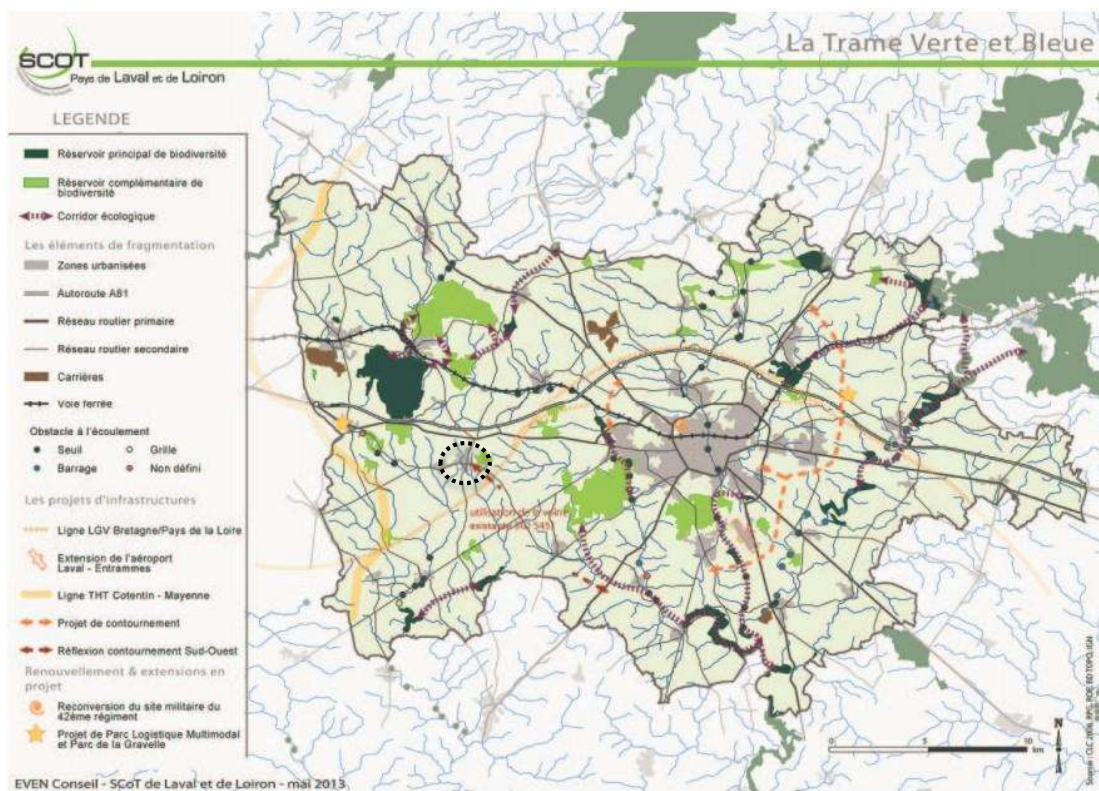 La Trame Verte et Bleue
SCOT
Pays de Laval et de Loiron
LEGENDE
Réservoir principal de biodiversité
Réservoir complémentaire de
biodiversité
Corridor écologique
Les éléments de fragmentation
Zones urbanisées
Autoroute A81
Réseau routier primaire
Réseau routier secondaire
Carrières
Voie ferrée
Obstacle à l'écoulement
Seuil
Grille
Barrage
Non défini
Les projets d'infrastructures
Ligne LGV Bretagne/Pays de la Loire
Extension de l'aéroport
Laval - Entrammes
Ligne THT Cotentin - Mayenne
Projet de contournement
Réflexion contournement Sud-Ouest
Renouvellement & extensions en
projet
Reconversion du site militaire du
42ème régiment
Projet de Parc Logistique Multimodal
et Parc de la Gravelle
utilisation de la voirie
existante
N
0
5
10
km
EVEN Conseil - SCoT de Laval et de Loiron - mai 2013